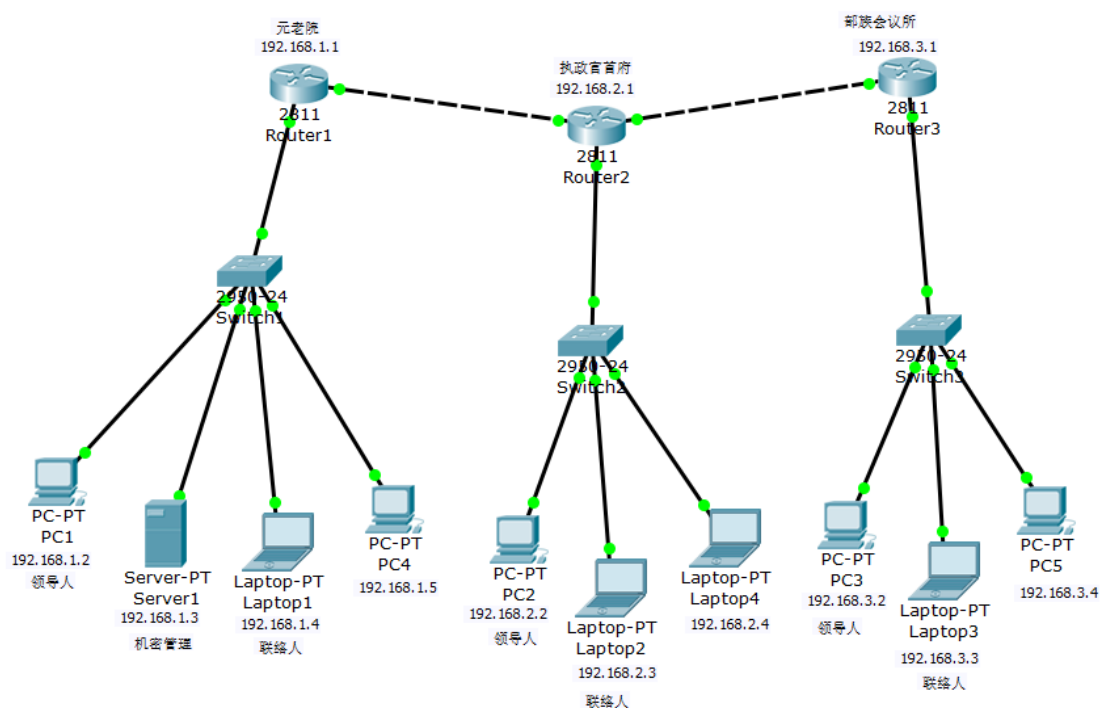 元老院
192.168.1.1
2811
Router1
执政官首府
192.168.2.1
2811
Router2
部族会议所
192.168.3.1
2811
Router3
2950-24
Switch1
2950-24
Switch2
2950-24
Switch3
PC-PT
PC1
192.168.1.2
领导人
Server-PT
Server1
192.168.1.3
机密管理
Laptop-PT
Laptop1
192.168.1.4
联络人
PC-PT
PC4
192.168.1.5
PC-PT
PC2
192.168.2.2
领导人
Laptop-PT
Laptop2
192.168.2.3
联络人
Laptop-PT
Laptop4
192.168.2.4
PC-PT
PC3
192.168.3.2
领导人
Laptop-PT
Laptop3
192.168.3.3
联络人
PC-PT
PC5
192.168.3.4